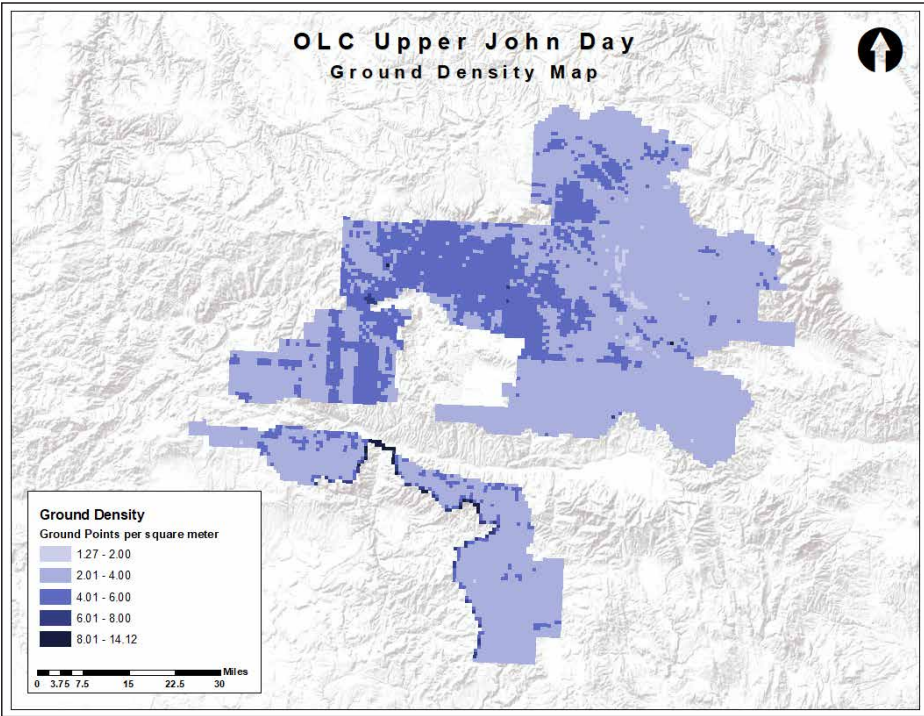 OLC Upper John Day
Ground Density Map
Ground Density
Ground Points per square meter
1.27 - 2.00
2.01 - 4.00
4.01 - 6.00
6.01 - 8.00
8.01 - 14.12
Miles
0 3.75 7.5 15 22.5 30